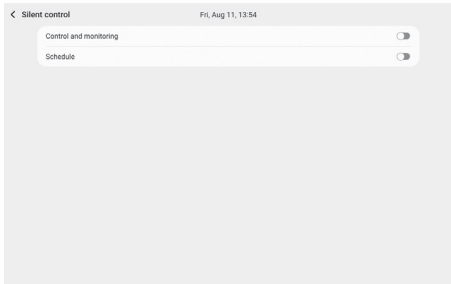 Silent control
Fri, Aug 11, 13:54
Control and monitoring
Schedule